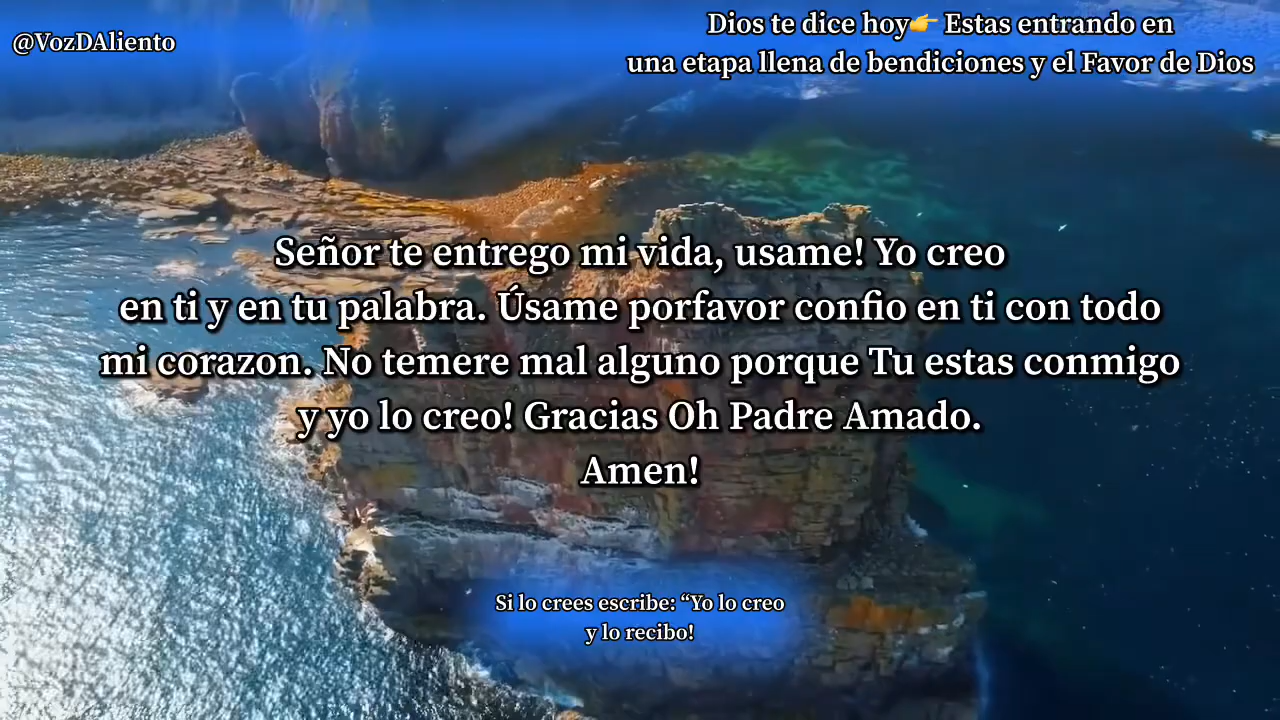 @VozDAliento
Dios te dice hoy👉 Estas entrando en
una etapa llena de bendiciones y el Favor de Dios
Señor te entrego mi vida, usame! Yo creo
en ti y en tu palabra. Úsame porfavor confio en ti con todo
mi corazon. No temere mal alguno porque Tu estas conmigo
y yo lo creo! Gracias Oh Padre Amado.
Amen!
Si lo crees escribe: “Yo lo creo
y lo recibo!